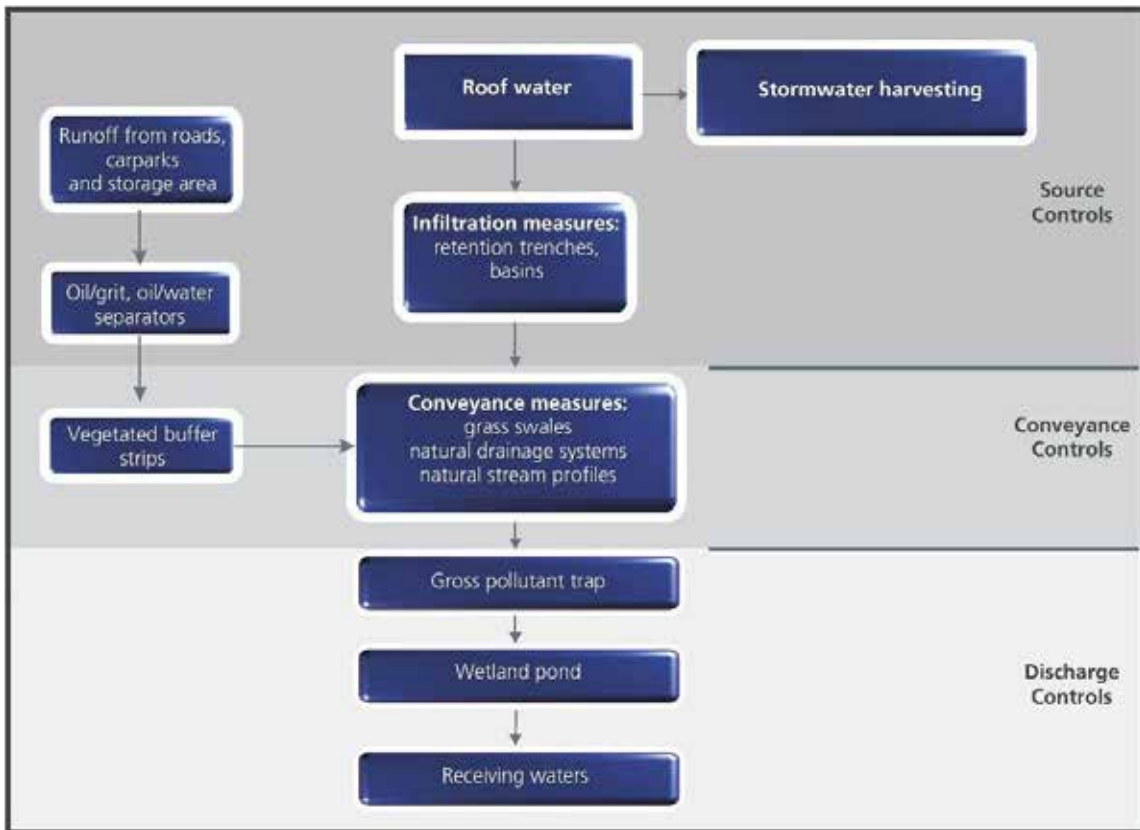 Roof water
Stormwater harvesting
Runoff from roads,
carparks
and storage area
Source
Controls
Infiltration measures:
retention trenches,
basins
Oil/grit, oil/water
separators
Conveyance measures:
grass swales
natural drainage systems
natural stream profiles
Vegetated buffer
strips
Conveyance
Controls
Gross pollutant trap
Wetland pond
Discharge
Controls
Receiving waters